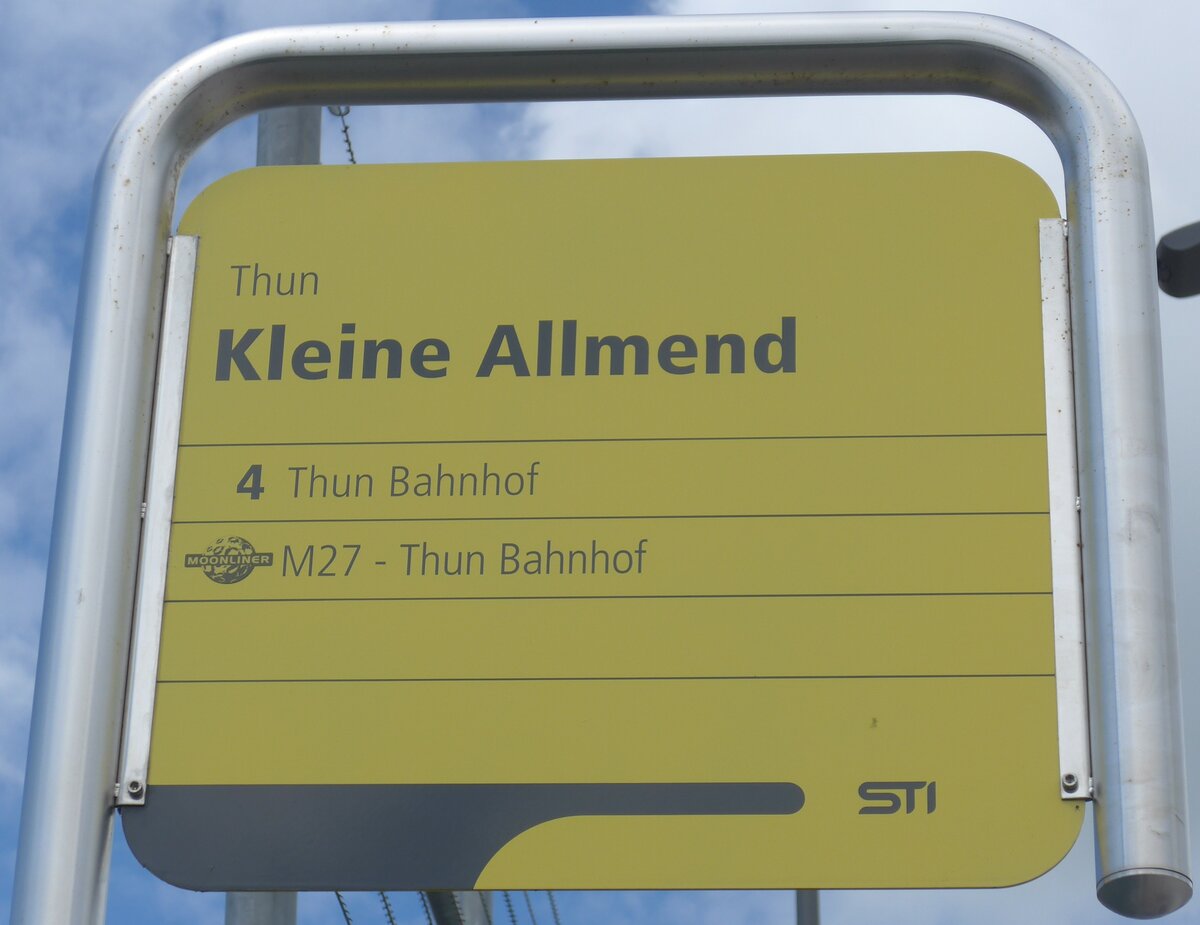 Thun
Kleine Allmend
4 Thun Bahnhof
MOONLINER M27 - Thun Bahnhof
STI